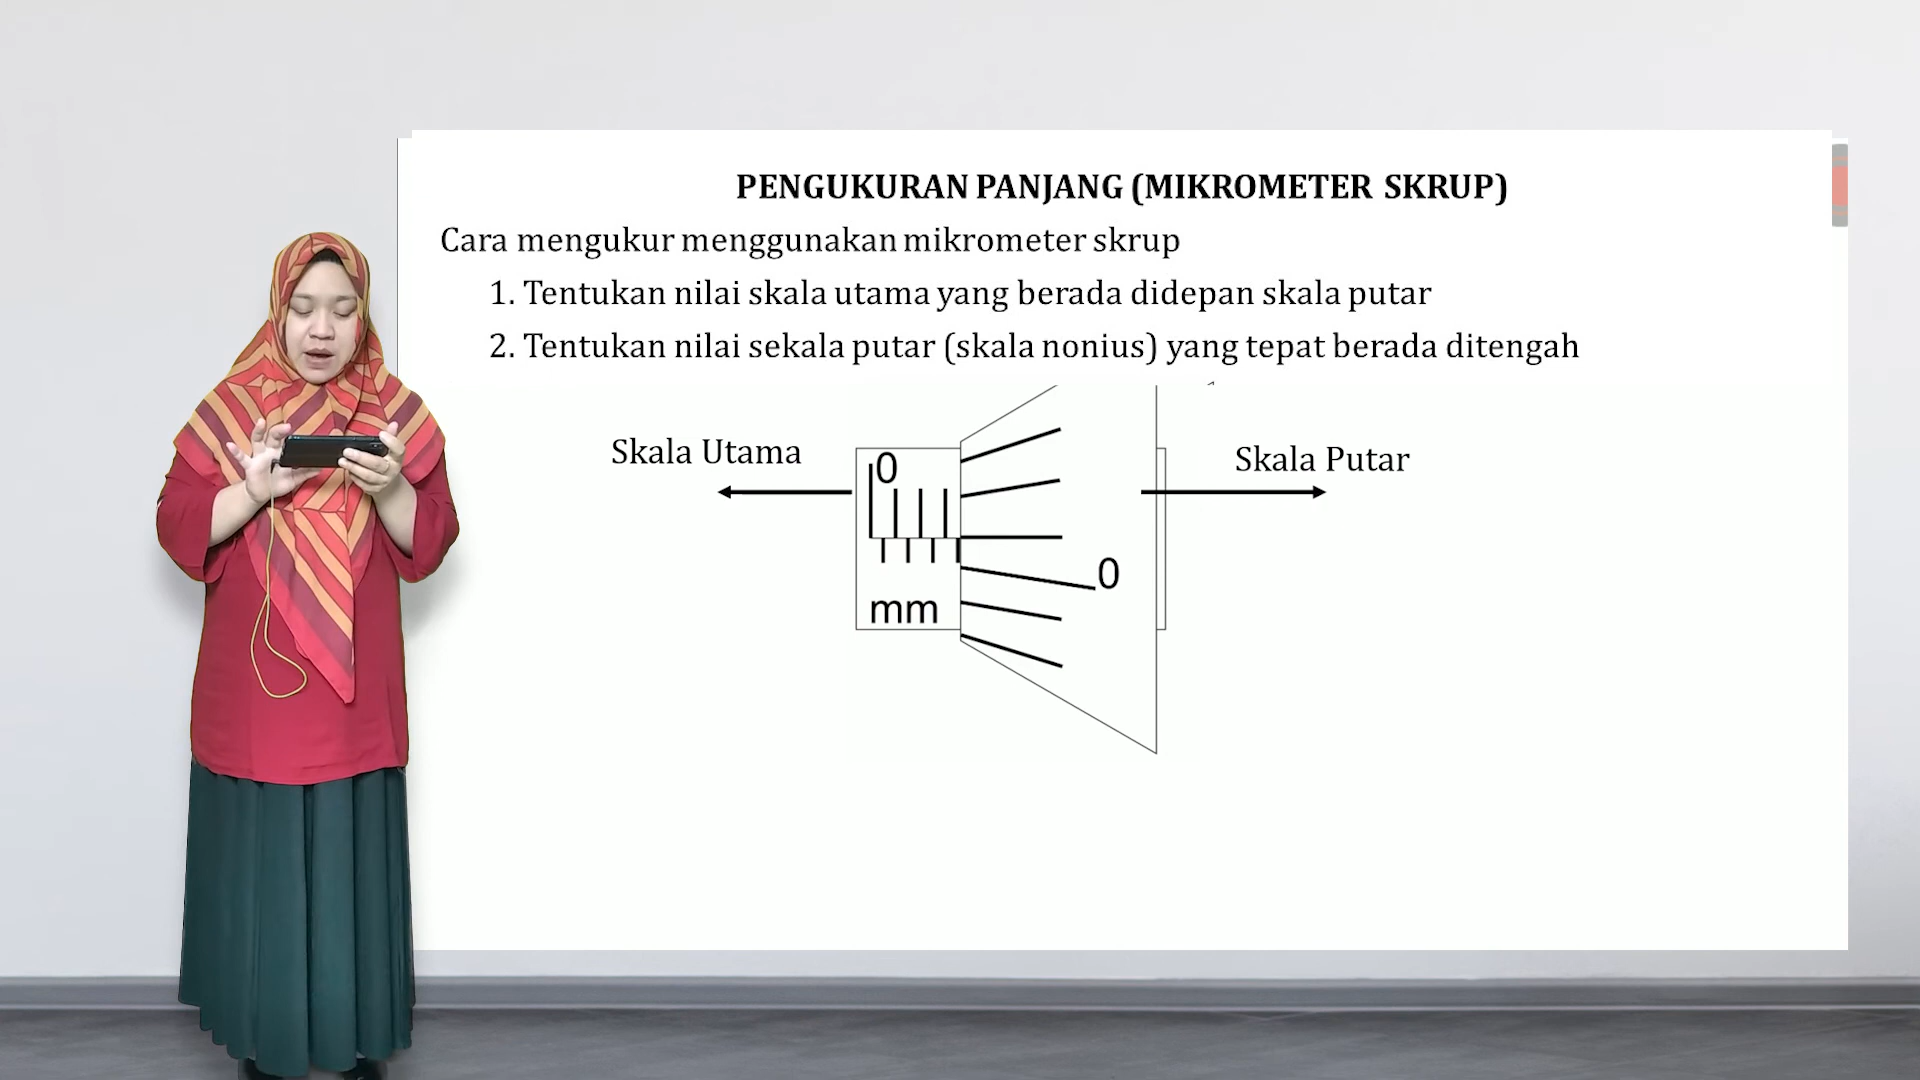 PENGUKURAN PANJANG (MIKROMETER SKRUP)
Cara mengukur menggunakan mikrometer skrup
1. Tentukan nilai skala utama yang berada didepan skala putar
2. Tentukan nilai sekala putar (skala nonius) yang tepat berada ditengah
Skala Utama
Skala Putar
0
0
mm